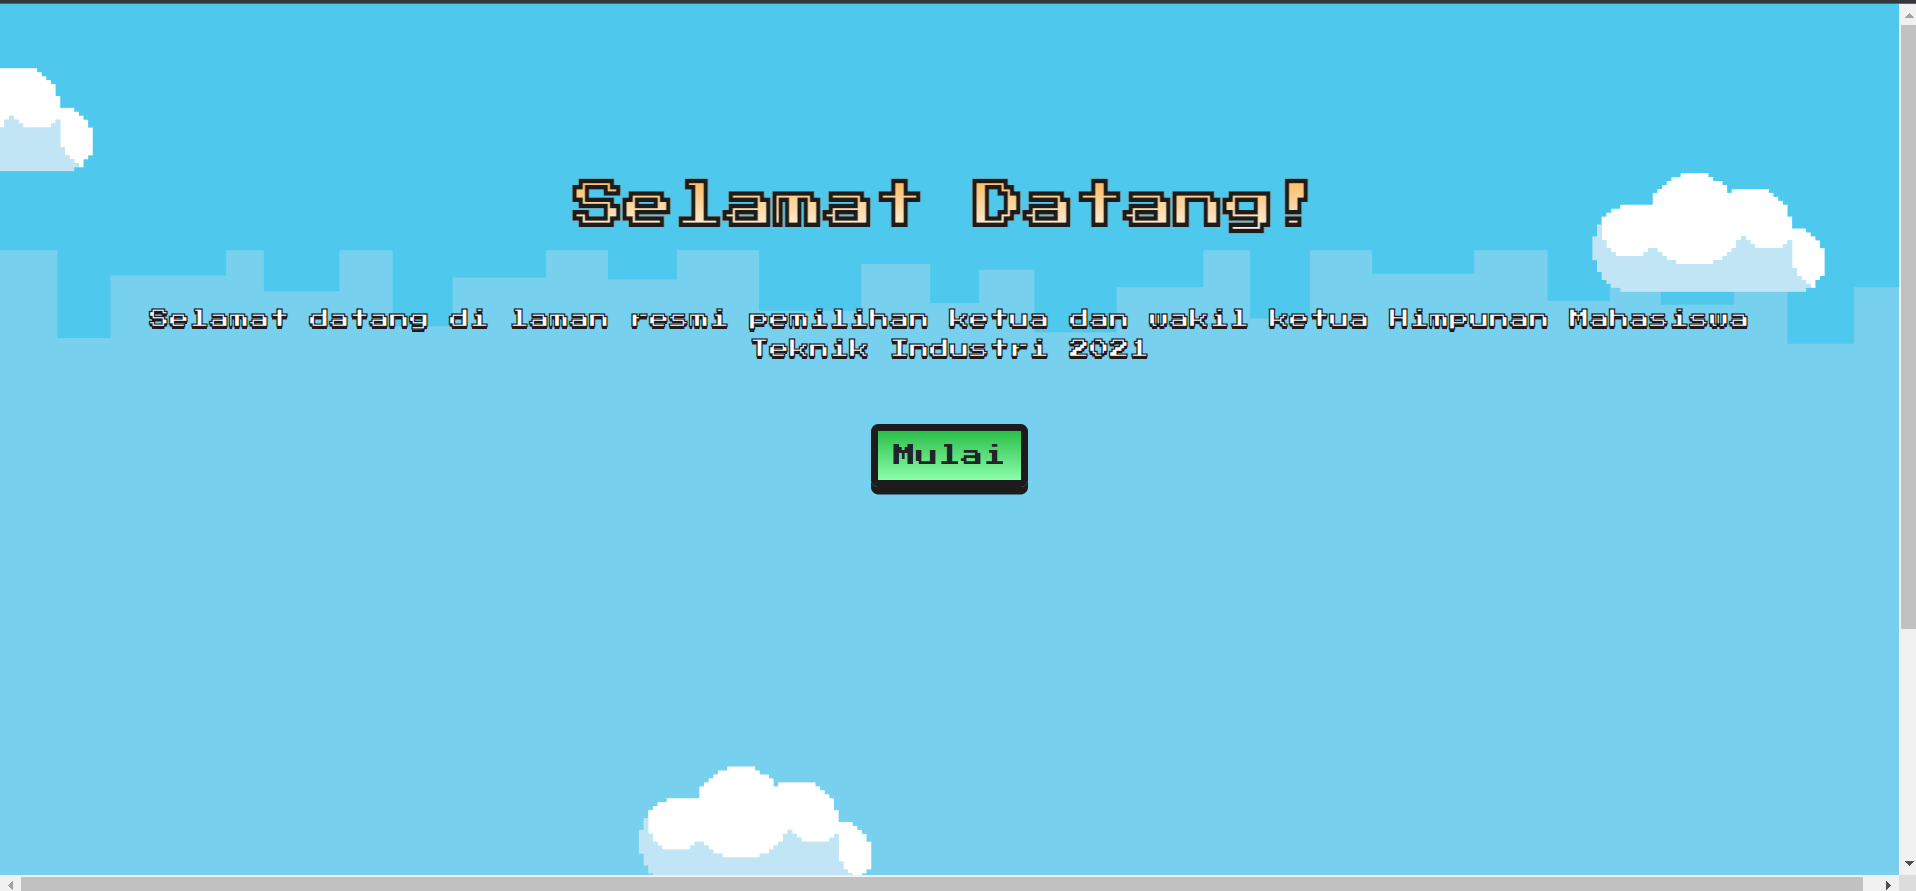 Selamat Datang!
Selamat datang di laman resmi pemilihan ketua dan wakil ketua Himpunan Mahasiswa
Teknik Industri 2021
Mulai